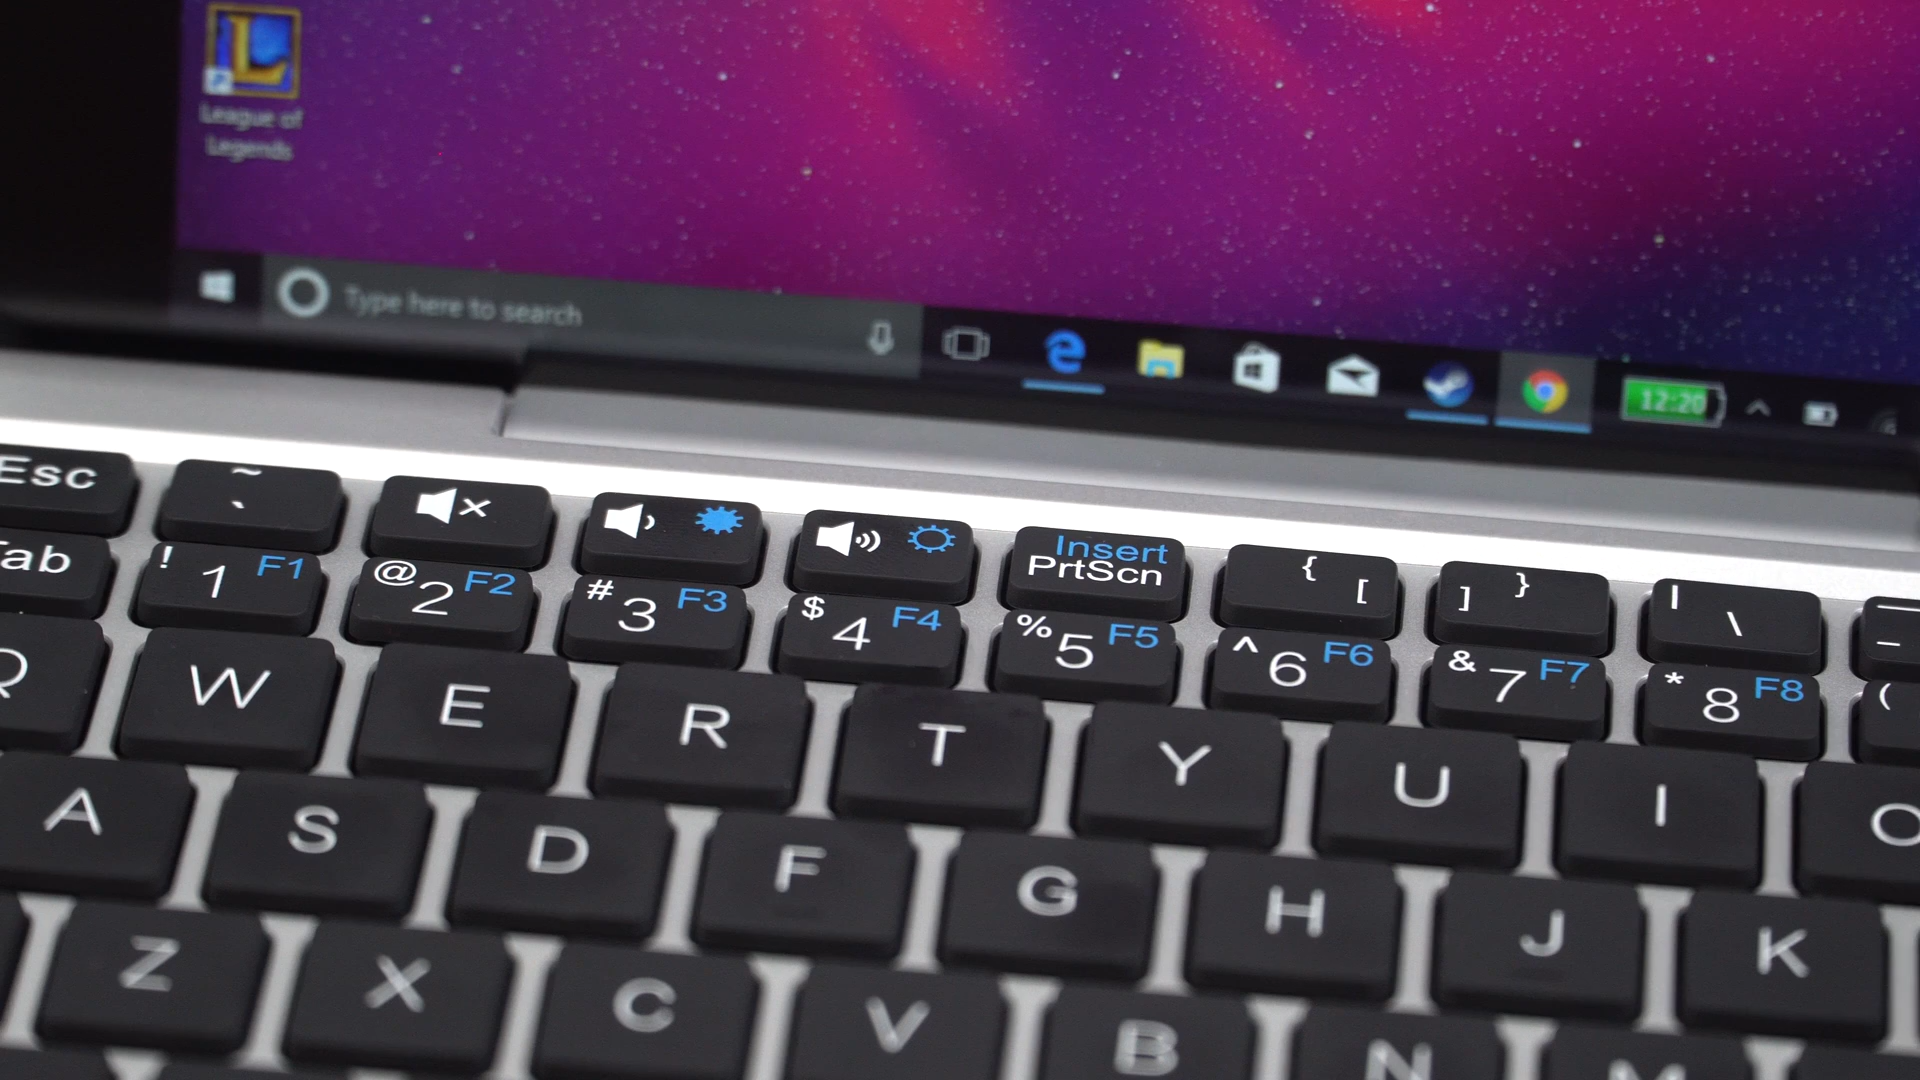 L
League of
Legends
Type here to search
12:20
Esc
~
`
Insert
PrtScn
{
[
}
]
|
\
_
ab
!
1
F1
@
2
F2
#
3
F3
$
4
F4
%
5
F5
^
6
F6
&
7
F7
*
8
F8
(
W
E
R
T
Y
U
I
O
A
S
D
F
G
H
J
K
Z
X
C
V
B
N
M